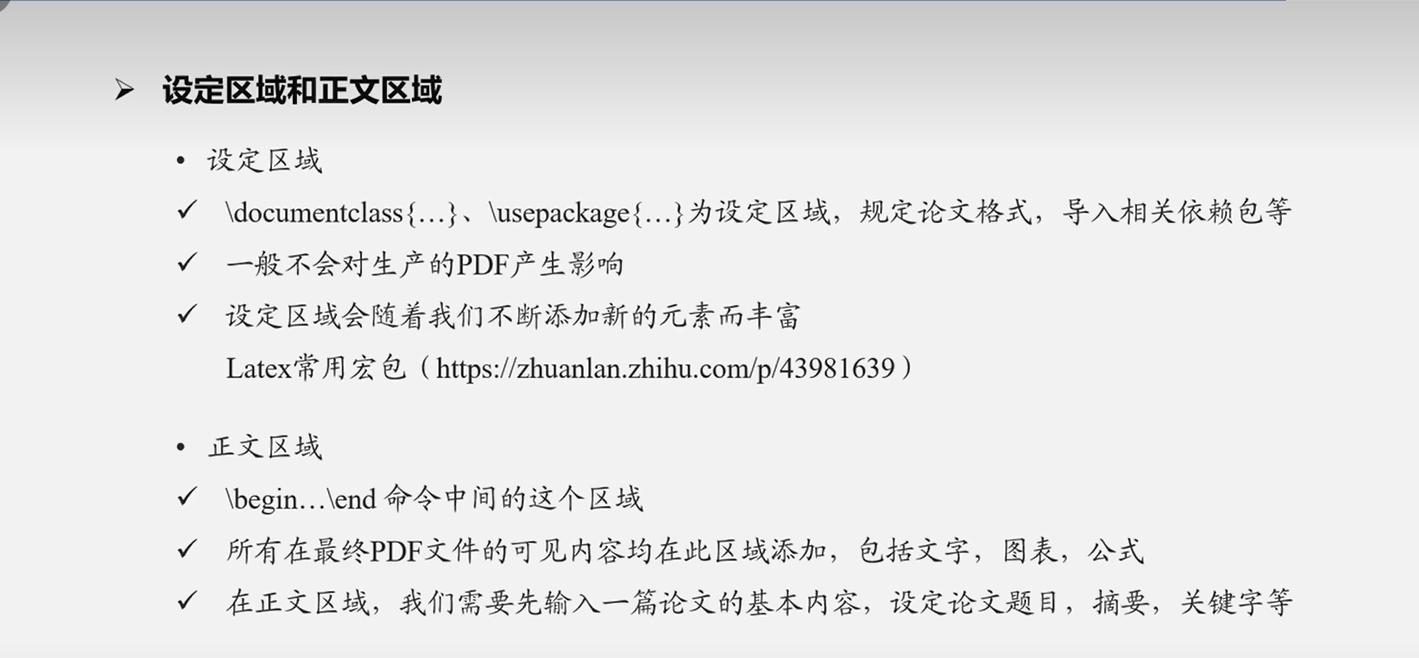 设定区域和正文区域
• 设定区域
✓ \documentclass{…}、\usepackage{…}为设定区域，规定论文格式，导入相关依赖包等
✓ 一般不会对生产的PDF产生影响
✓ 设定区域会随着我们不断添加新的元素而丰富
Latex常用宏包（https://zhuanlan.zhihu.com/p/43981639）
• 正文区域
✓ \begin…\end 命令中间的这个区域
✓ 所有在最终PDF文件的可见内容均在此区域添加，包括文字，图表，公式
✓ 在正文区域，我们需要先输入一篇论文的基本内容，设定论文题目，摘要，关键字等